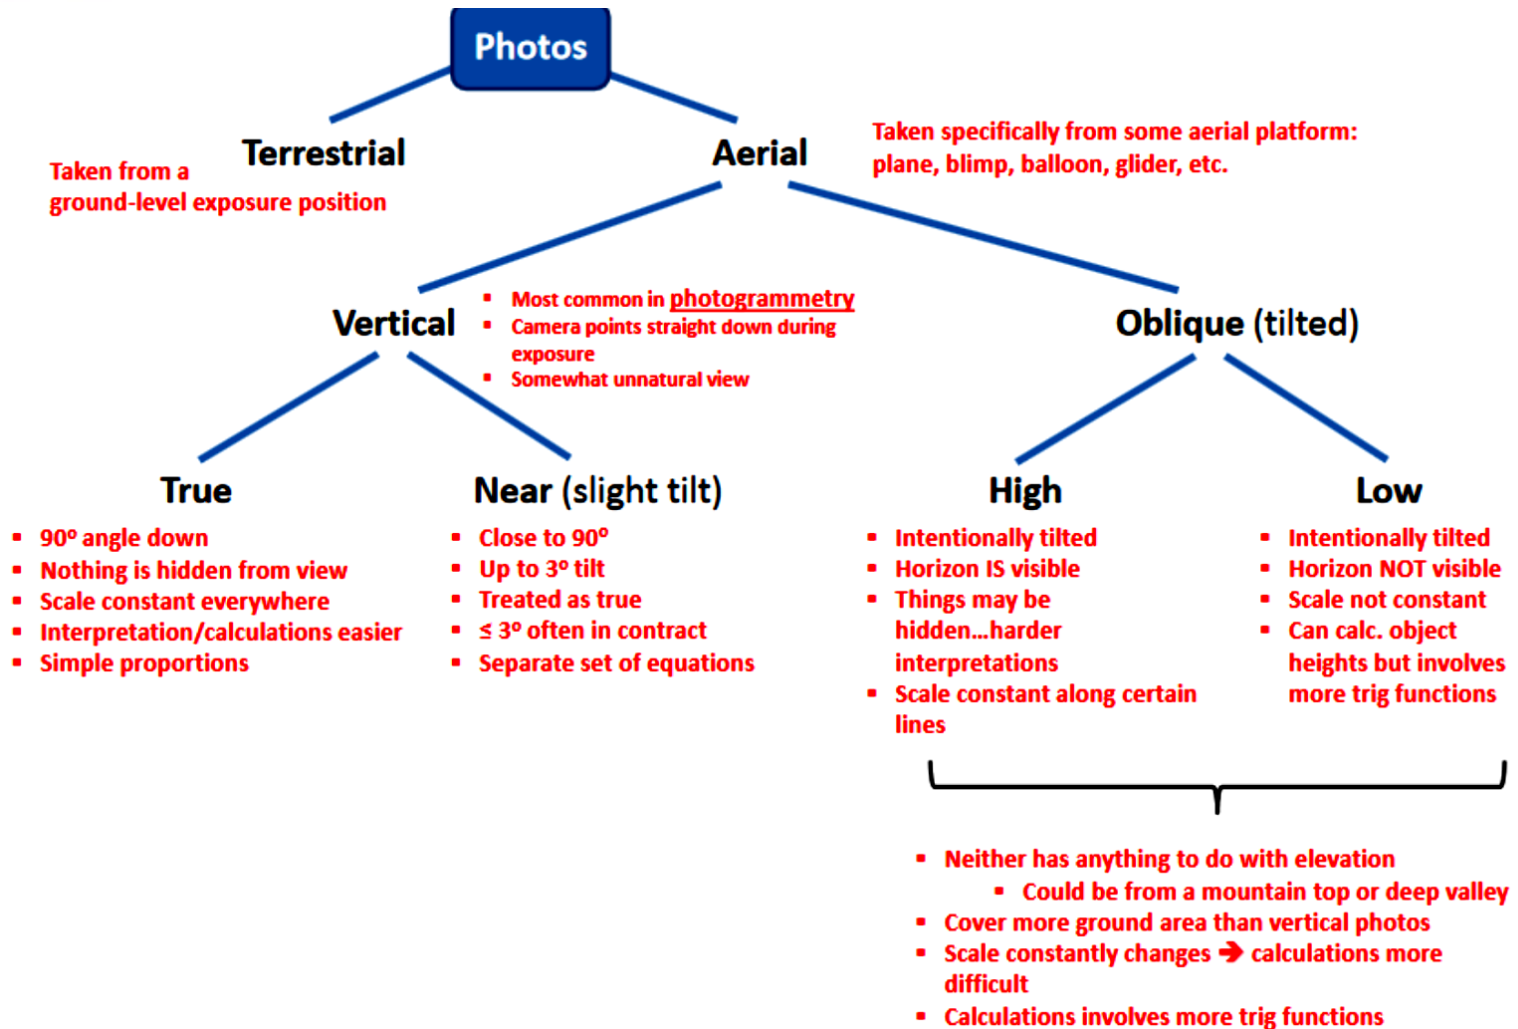 Photos
Terrestrial
Taken from a
ground-level exposure position
Aerial
Taken specifically from some aerial platform:
plane, blimp, balloon, glider, etc.
Vertical
▪ Most common in photogrammetry
▪ Camera points straight down during
exposure
▪ Somewhat unnatural view
Oblique (tilted)
True
▪ 90º angle down
▪ Nothing is hidden from view
▪ Scale constant everywhere
▪ Interpretation/calculations easier
▪ Simple proportions
Near (slight tilt)
▪ Close to 90º
▪ Up to 3º tilt
▪ Treated as true
▪ ≤ 3º often in contract
▪ Separate set of equations
High
▪ Intentionally tilted
▪ Horizon IS visible
▪ Things may be
hidden...harder
interpretations
▪ Scale constant along certain
lines
Low
▪ Intentionally tilted
▪ Horizon NOT visible
▪ Scale not constant
▪ Can calc. object
heights but involves
more trig functions
▪ Neither has anything to do with elevation
▪ Could be from a mountain top or deep valley
▪ Cover more ground area than vertical photos
▪ Scale constantly changes ➔ calculations more
difficult
▪ Calculations involves more trig functions